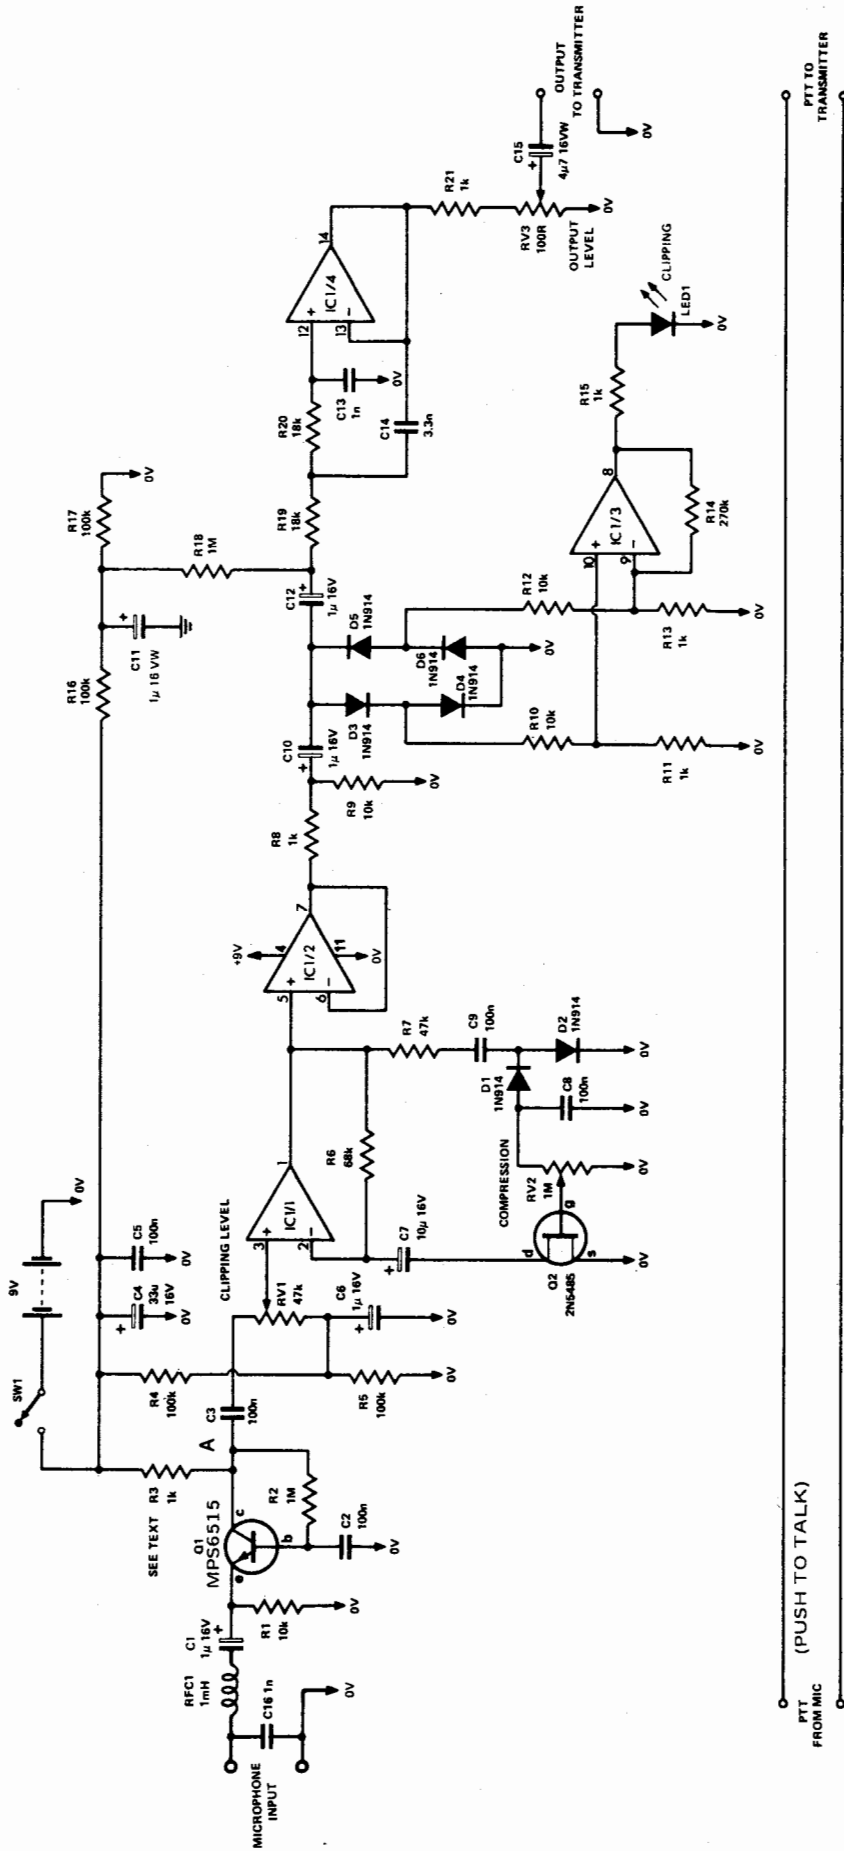 MICROPHONE
INPUT
C16 1n
0V
RFC1
1mH
C1
1µ 16V
+
R1
10k
0V
e
b
c
Q1
MPS6515
SEE TEXT
R3
1k
R2
1M
C2
100n
0V
A
C3
100n
SW1
9V
0V
R4
100k
R5
100k
0V
+
C4
33u
16V
0V
C5
100n
0V
CLIPPING LEVEL
RV1
47k
+
C6
1µ 16V
0V
3
+
2
−
IC1/1
1
R6
68k
+
C7
10µ 16V
d
g
s
Q2
2N5485
0V
COMPRESSION
RV2
1M
0V
D1
1N914
C8
100n
0V
D2
1N914
0V
R7
47k
C9
100n
+9V
4
5
+
6
−
IC1/2
7
11
0V
R8
1k
R9
10k
0V
+
C10
1µ 16V
D3
1N914
D4
1N914
D5
1N914
D6
1N914
0V
C12
1µ 16V
+
R16
100k
+
C11
1µ 16 VW
R17
100k
0V
R18
1M
R19
18k
R20
18k
C13
1n
0V
C14
3.3n
12
+
13
−
IC1/4
14
R10
10k
R11
1k
0V
R12
10k
R13
1k
0V
10
+
9
−
IC1/3
8
R14
270k
R15
1k
LED1
CLIPPING
0V
R21
1k
RV3
100R
OUTPUT
LEVEL
0V
+
C15
4µ7 16VW
OUTPUT
TO TRANSMITTER
0V
PTT
FROM MIC
(PUSH TO TALK)
PTT TO
TRANSMITTER